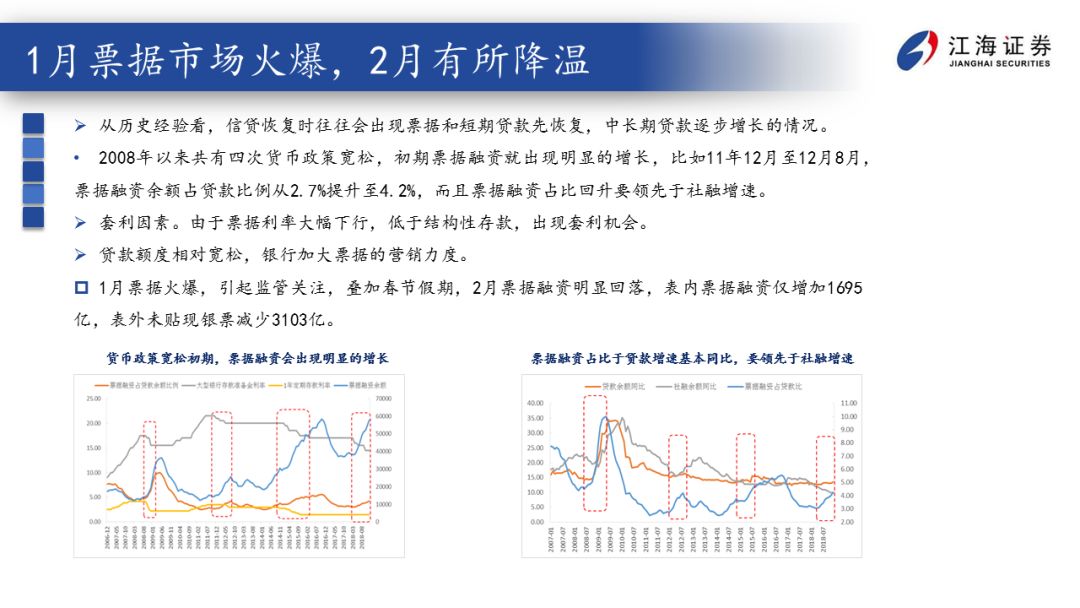 1月票据市场火爆，2月有所降温
江海证券
JIANGHAI SECURITIES
➢ 从历史经验看，信贷恢复时往往会出现票据和短期贷款先恢复，中长期贷款逐步增长的情况。
• 2008年以来共有四次货币政策宽松，初期票据融资就出现明显的增长，比如11年12月至12月8月，
票据融资余额占贷款比例从2.7%提升至4.2%，而且票据融资占比回升要领先于社融增速。
➢ 套利因素。由于票据利率大幅下行，低于结构性存款，出现套利机会。
➢ 贷款额度相对宽松，银行加大票据的营销力度。
1月票据火爆，引起监管关注，叠加春节假期，2月票据融资明显回落，表内票据融资仅增加1695
亿，表外未贴现银票减少3103亿。
货币政策宽松初期，票据融资会出现明显的增长
票据融资占贷款余额比例 大型银行存款准备金利率 1年定期存款利率 票据融资余额
25.00
20.00
15.00
10.00
5.00
0.00
70000
60000
50000
40000
30000
20000
10000
0
2006-12 2007-05 2007-10 2008-03 2008-08 2009-01 2009-06 2009-11 2010-04 2010-09 2011-02 2011-07 2011-12 2012-05 2012-10 2013-03 2013-08 2014-01 2014-06 2014-11 2015-04 2015-09 2016-02 2016-07 2016-12 2017-05 2017-10 2018-03 2018-08
票据融资占比于贷款增速基本同比，要领先于社融增速
贷款余额同比 社融余额同比 票据融资占贷款比
40.00
35.00
30.00
25.00
20.00
15.00
10.00
5.00
0.00
11.00
10.00
9.00
8.00
7.00
6.00
5.00
4.00
3.00
2.00
2007-01 2007-07 2008-01 2008-07 2009-01 2009-07 2010-01 2010-07 2011-01 2011-07 2012-01 2012-07 2013-01 2013-07 2014-01 2014-07 2015-01 2015-07 2016-01 2016-07 2017-01 2017-07 2018-01 2018-07